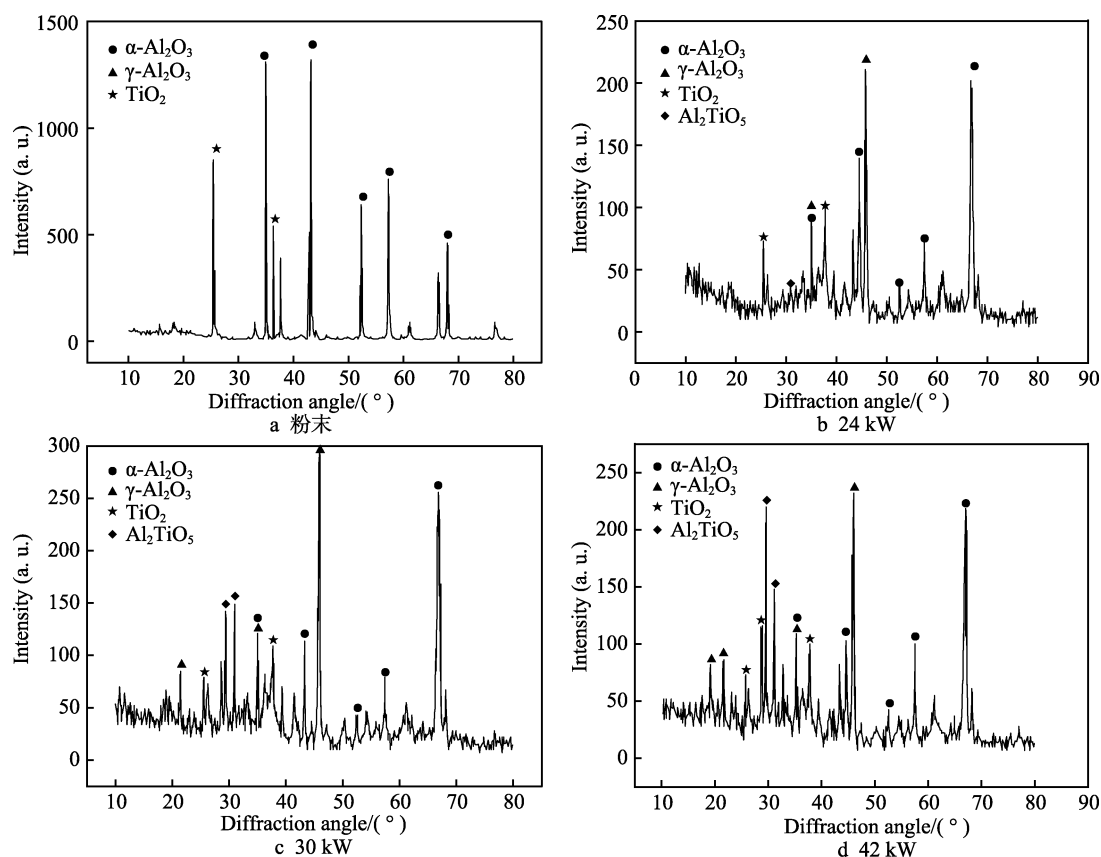 1500
1000
500
0
Intensity (a. u.)
● α-Al₂O₃
▲ γ-Al₂O₃
★ TiO₂
10 20 30 40 50 60 70 80
Diffraction angle/( ° )
a 粉末
250
200
150
100
50
0
Intensity (a. u.)
● α-Al₂O₃
▲ γ-Al₂O₃
★ TiO₂
◆ Al₂TiO₅
0 10 20 30 40 50 60 70 80 90
Diffraction angle/( ° )
b 24 kW
300
250
200
150
100
50
0
Intensity (a. u.)
● α-Al₂O₃
▲ γ-Al₂O₃
★ TiO₂
◆ Al₂TiO₅
10 20 30 40 50 60 70 80
Diffraction angle/( ° )
c 30 kW
250
200
150
100
50
0
Intensity (a. u.)
● α-Al₂O₃
▲ γ-Al₂O₃
★ TiO₂
◆ Al₂TiO₅
10 20 30 40 50 60 70 80 90
Diffraction angle/( ° )
d 42 kW